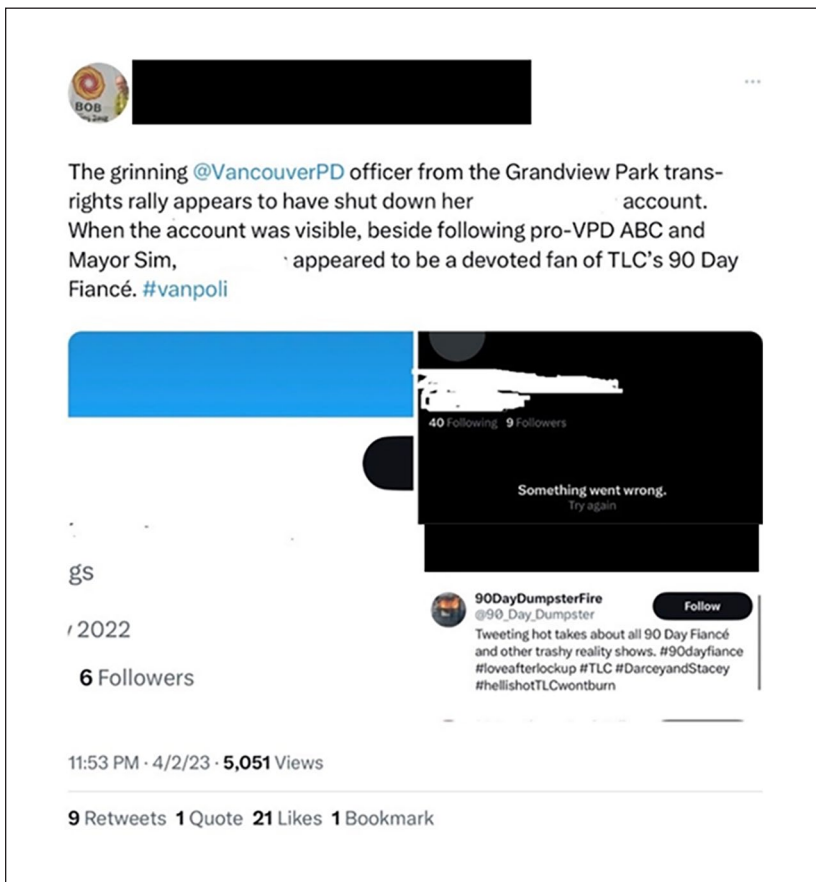 BOB
The grinning @VancouverPD officer from the Grandview Park trans-
rights rally appears to have shut down her account.
When the account was visible, beside following pro-VPD ABC and
Mayor Sim, appeared to be a devoted fan of TLC's 90 Day
Fiancé. #vanpoli
40 Following 9 Followers
Something went wrong.
Try again
gs
2022
6 Followers
90DayDumpsterFire
Follow
@90_Day_Dumpster
Tweeting hot takes about all 90 Day Fiancé
and other trashy reality shows. #90dayfiance
#loveafterlockup #TLC #DarceyandStacey
#hellishotTLCwontburn
11:53 PM · 4/2/23 · 5,051 Views
9 Retweets 1 Quote 21 Likes 1 Bookmark